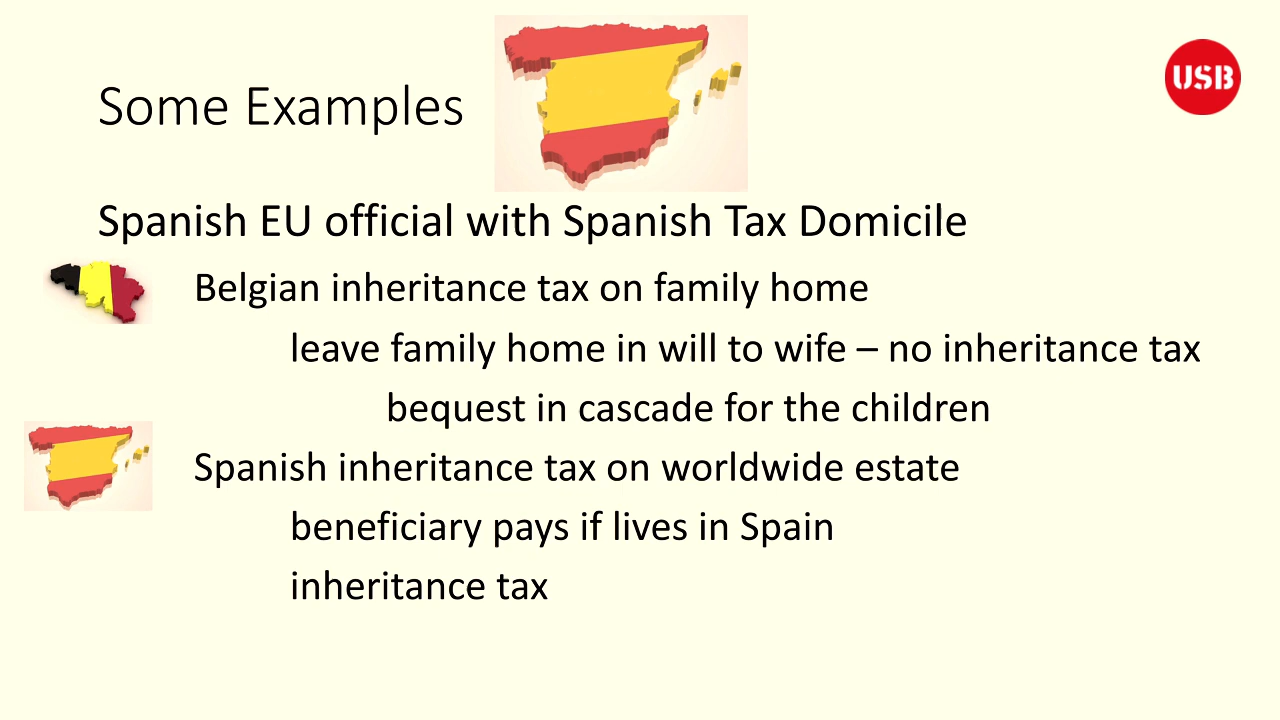 Some Examples
USB
Spanish EU official with Spanish Tax Domicile
Belgian inheritance tax on family home
leave family home in will to wife – no inheritance tax
bequest in cascade for the children
Spanish inheritance tax on worldwide estate
beneficiary pays if lives in Spain
inheritance tax